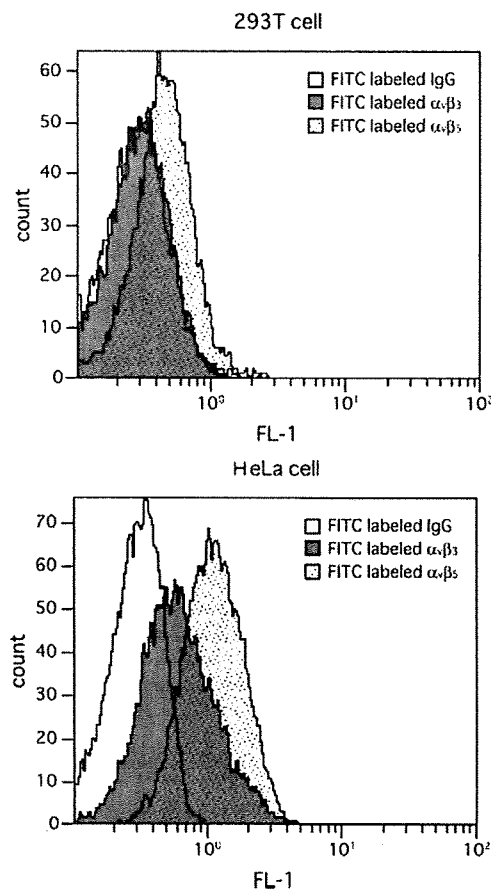 293T cell
60
50
40
30
20
10
0
count
FITC labeled IgG
FITC labeled αᵥβ₃
FITC labeled αᵥβ₅
10⁰
10¹
10³
FL-1
HeLa cell
70
60
50
40
30
20
10
0
count
FITC labeled IgG
FITC labeled αᵥβ₃
FITC labeled αᵥβ₅
10⁰
10¹
10²
FL-1